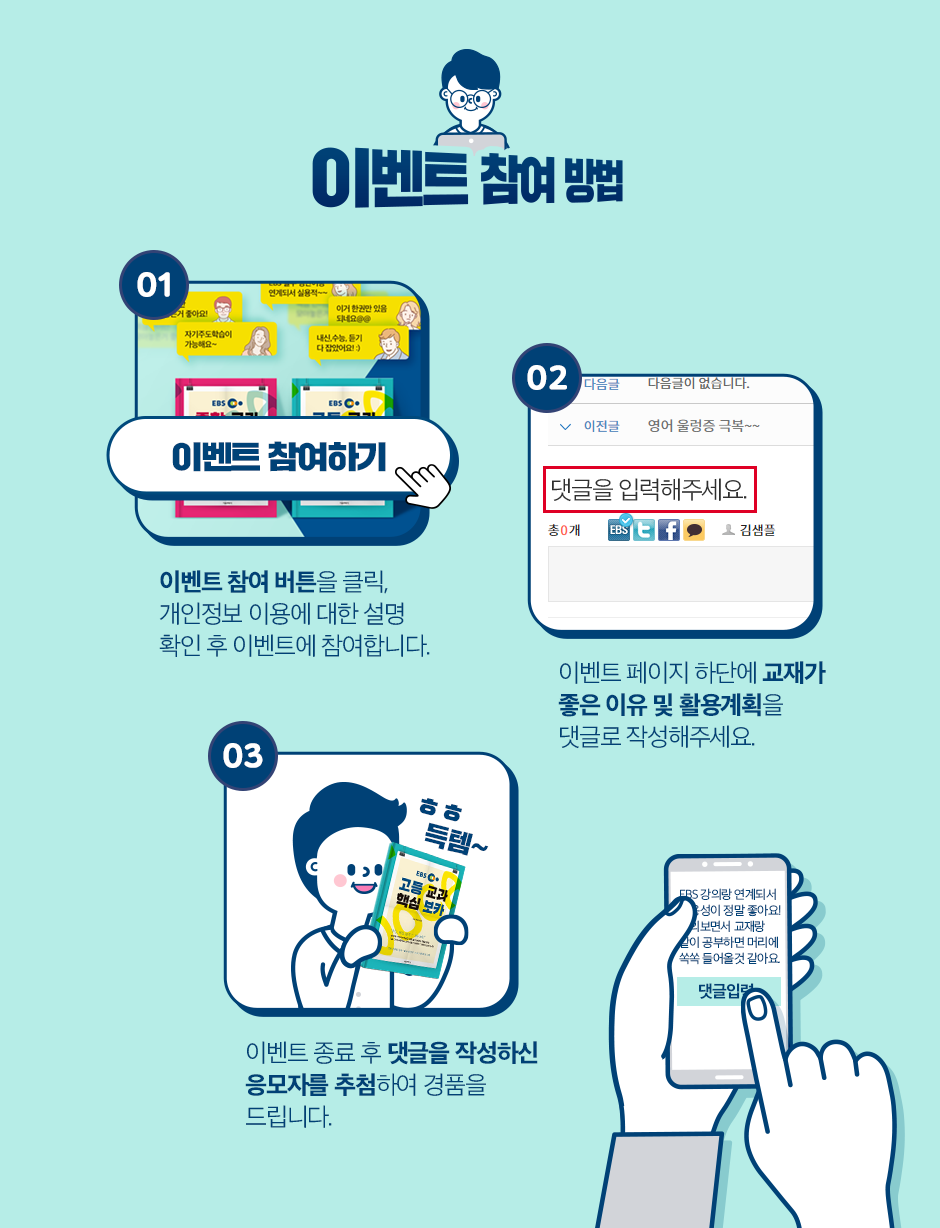 이벤트 참여 방법
01
연계되서 실용적~~
좋아요!
이거 한권만 있음
되네요@@
자기주도학습이
가능해요~
내신,수능, 듣기
다 잡았어요! :)
EBS
EBS
이벤트 참여하기
이벤트 참여 버튼을 클릭,
개인정보 이용에 대한 설명
확인 후 이벤트에 참여합니다.
02
다음글 다음글이 없습니다.
이전글 영어 울렁증 극복~~
댓글을 입력해주세요.
총0개 EBS 김샘플
이벤트 페이지 하단에 교재가
좋은 이유 및 활용계획을
댓글로 작성해주세요.
03
ㅎㅎ
득템~
EBS
고등 교과
핵심 보카
이벤트 종료 후 댓글을 작성하신
응모자를 추첨하여 경품을
드립니다.
EBS 강의랑 연계되서
정말 좋아요!
교재랑
공부하면 머리에
쏙쏙 들어올것 같아요.
댓글입력